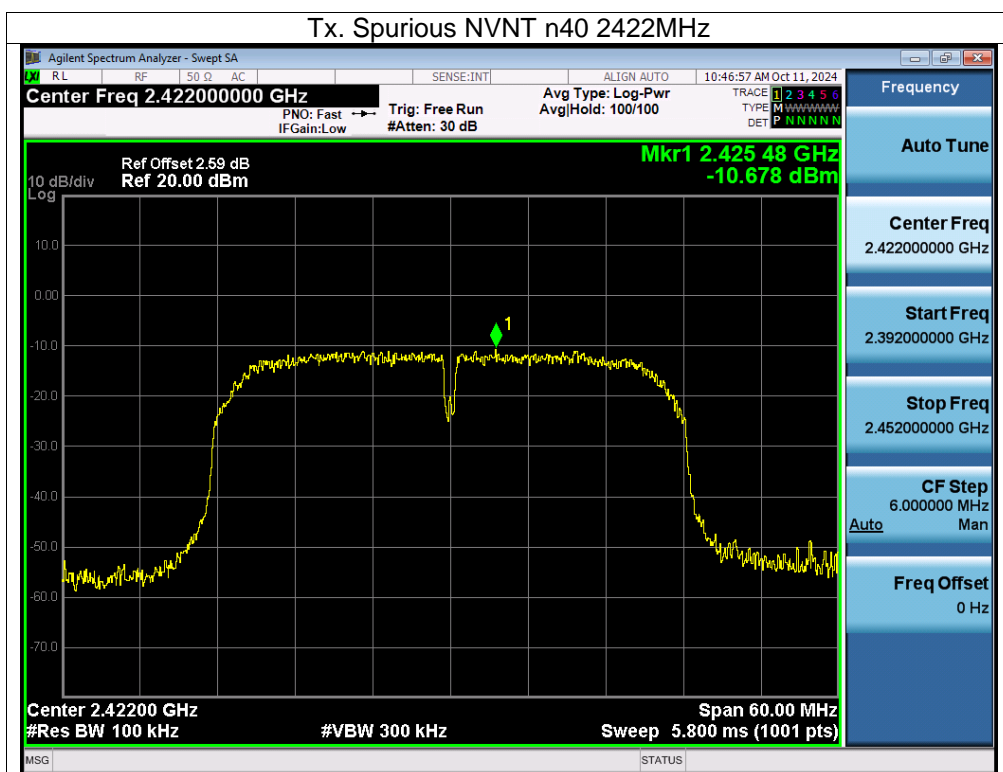 Tx. Spurious NVNT n40 2422MHz
Agilent Spectrum Analyzer - Swept SA
LXI RL RF 50 Ω AC SENSE:INT ALIGN AUTO 10:46:57 AM Oct 11, 2024
Center Freq 2.422000000 GHz
PNO: Fast
IFGain:Low
Trig: Free Run
#Atten: 30 dB
Avg Type: Log-Pwr
Avg|Hold: 100/100
TRACE 1 2 3 4 5 6
TYPE M WWWWW
DET P N N N N N
Mkr1 2.425 48 GHz
-10.678 dBm
Ref Offset 2.59 dB
10 dB/div Ref 20.00 dBm
Log
10.0
0.00
-10.0
-20.0
-30.0
-40.0
-50.0
-60.0
-70.0
1
Center 2.42200 GHz Span 60.00 MHz
#Res BW 100 kHz #VBW 300 kHz Sweep 5.800 ms (1001 pts)
MSG STATUS
Frequency
Auto Tune
Center Freq
2.422000000 GHz
Start Freq
2.392000000 GHz
Stop Freq
2.452000000 GHz
CF Step
6.000000 MHz
Auto Man
Freq Offset
0 Hz